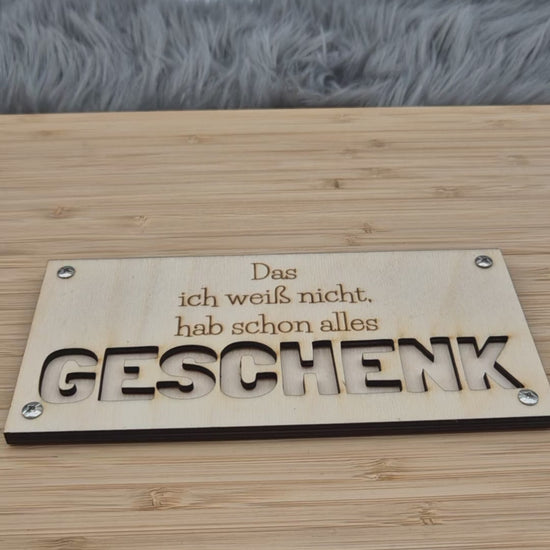 Das
ich weiß nicht,
hab schon alles
GESCHENK